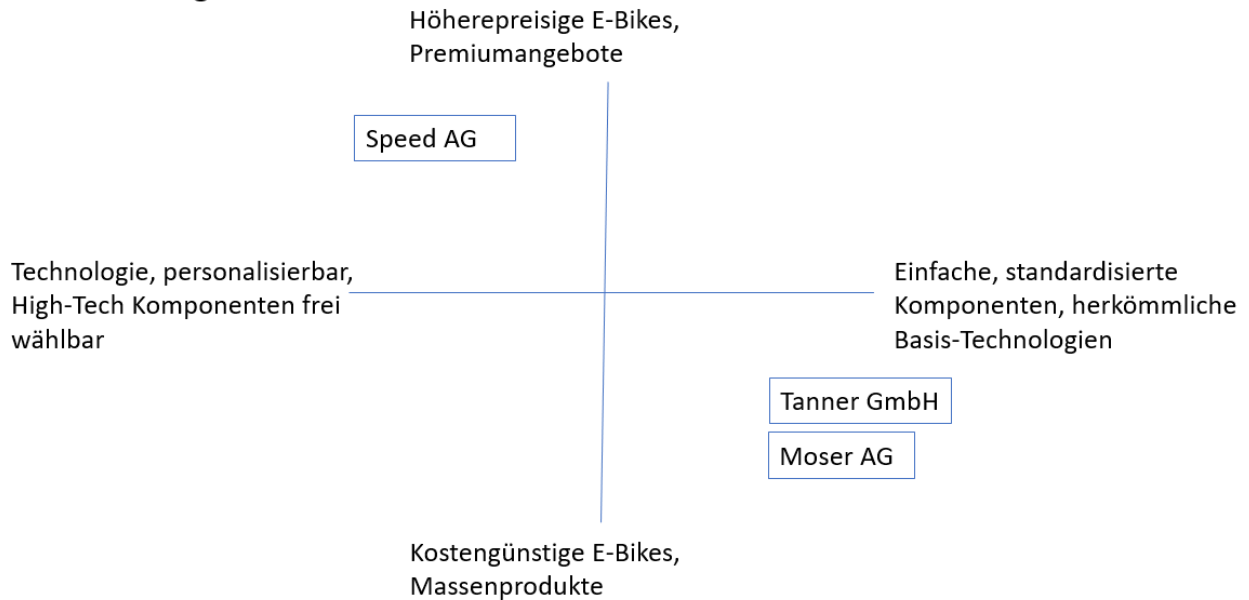 Höherepreisige E-Bikes,
Premiumangebote
Speed AG
Technologie, personalisierbar,
High-Tech Komponenten frei
wählbar
Einfache, standardisierte
Komponenten, herkömmliche
Basis-Technologien
Tanner GmbH
Moser AG
Kostengünstige E-Bikes,
Massenprodukte